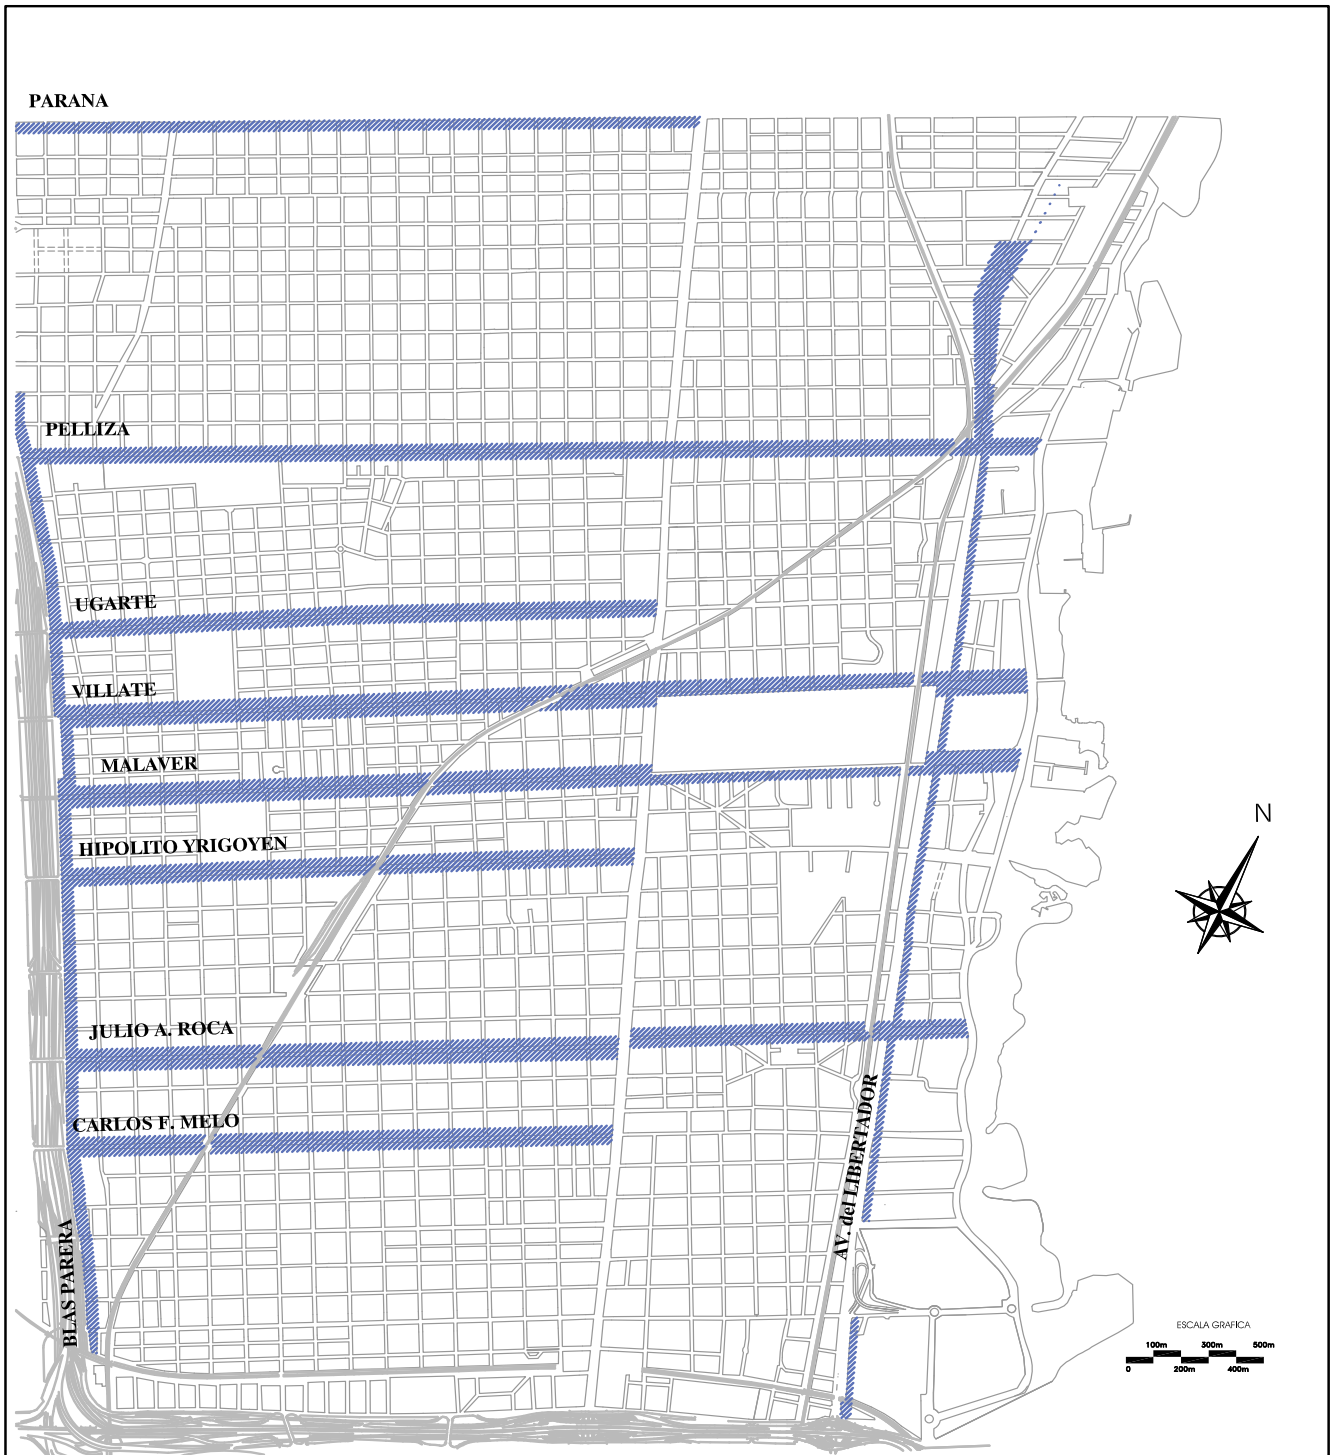 PARANA
PELLIZA
UGARTE
VILLATE
MALAVER
HIPOLITO YRIGOYEN
N
JULIO A. ROCA
CARLOS F. MELO
AV. del LIBERTADOR
BLAS PARERA
ESCALA GRAFICA
100m 300m 500m
0 200m 400m